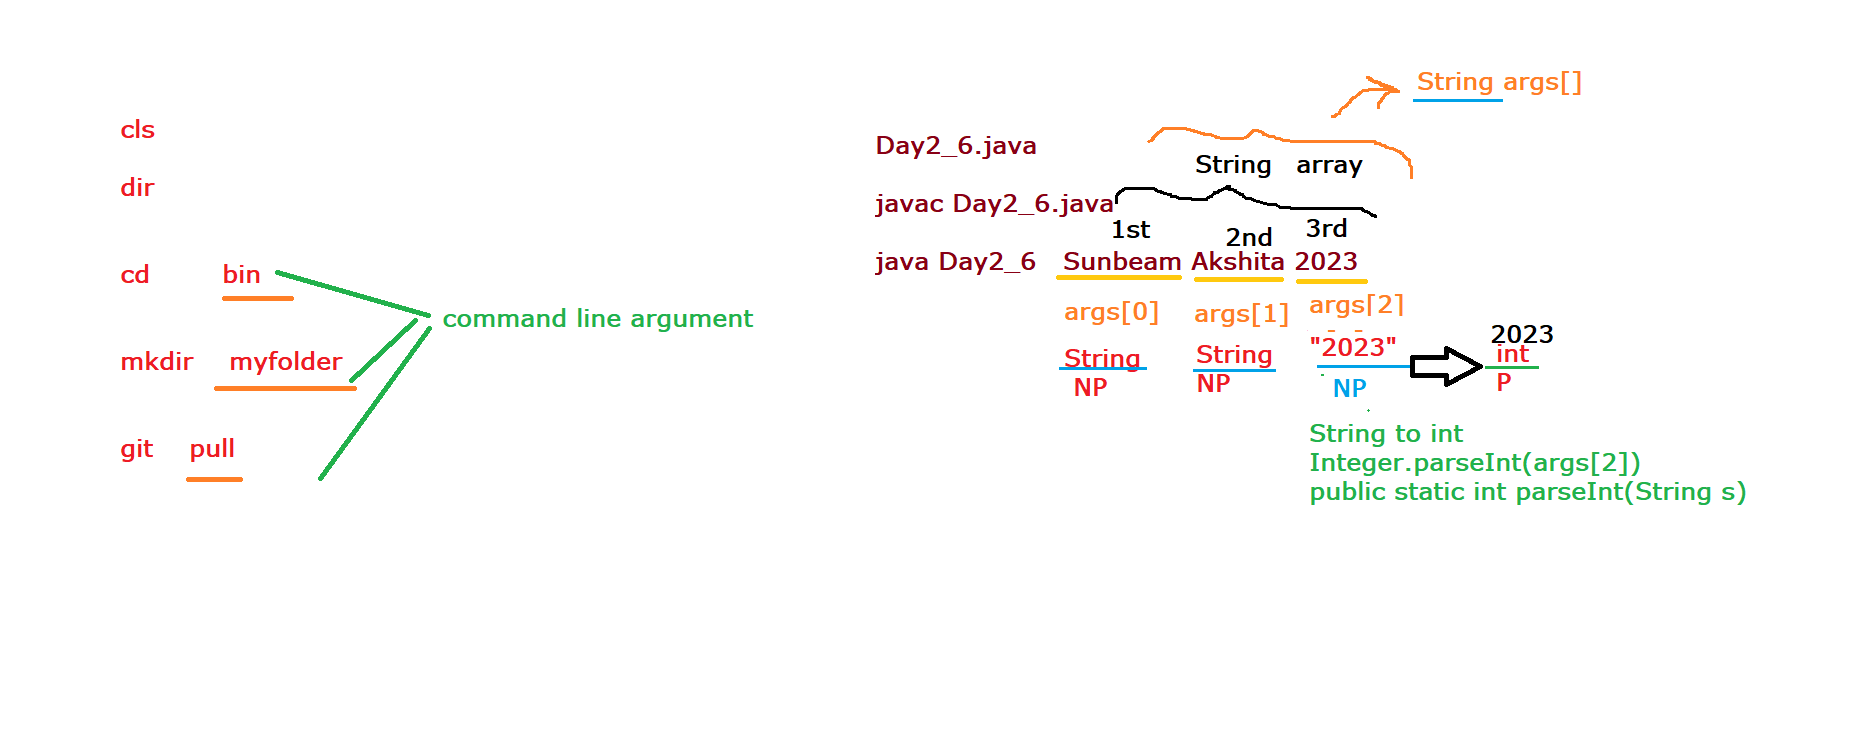 cls
dir
cd bin
mkdir myfolder
git pull
command line argument
String args[]
Day2_6.java
String array
javac Day2_6.java
1st 2nd 3rd
java Day2_6 Sunbeam Akshita 2023
args[0] args[1] args[2]
String String "2023" 2023
int
NP NP NP P
String to int
Integer.parseInt(args[2])
public static int parseInt(String s)